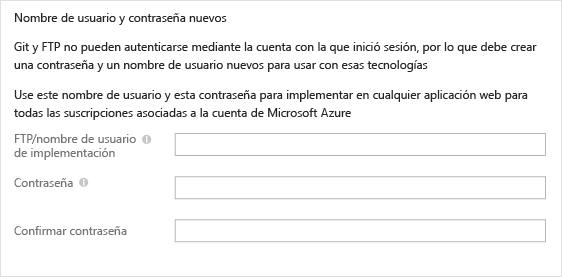 Nombre de usuario y contraseña nuevos
Git y FTP no pueden autenticarse mediante la cuenta con la que inició sesión, por lo que debe crear
una contraseña y un nombre de usuario nuevos para usar con esas tecnologías
Use este nombre de usuario y esta contraseña para implementar en cualquier aplicación web para
todas las suscripciones asociadas a la cuenta de Microsoft Azure
FTP/nombre de usuario
de implementación
Contraseña
Confirmar contraseña